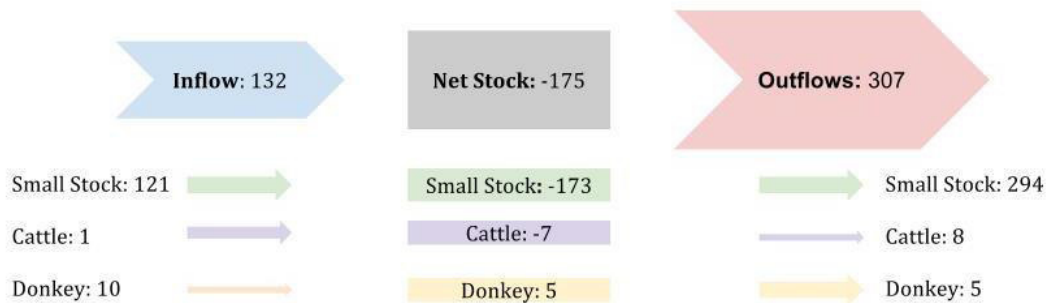 Inflow: 132
Net Stock: -175
Outflows: 307
Small Stock: 121
Small Stock: -173
Small Stock: 294
Cattle: 1
Cattle: -7
Cattle: 8
Donkey: 10
Donkey: 5
Donkey: 5